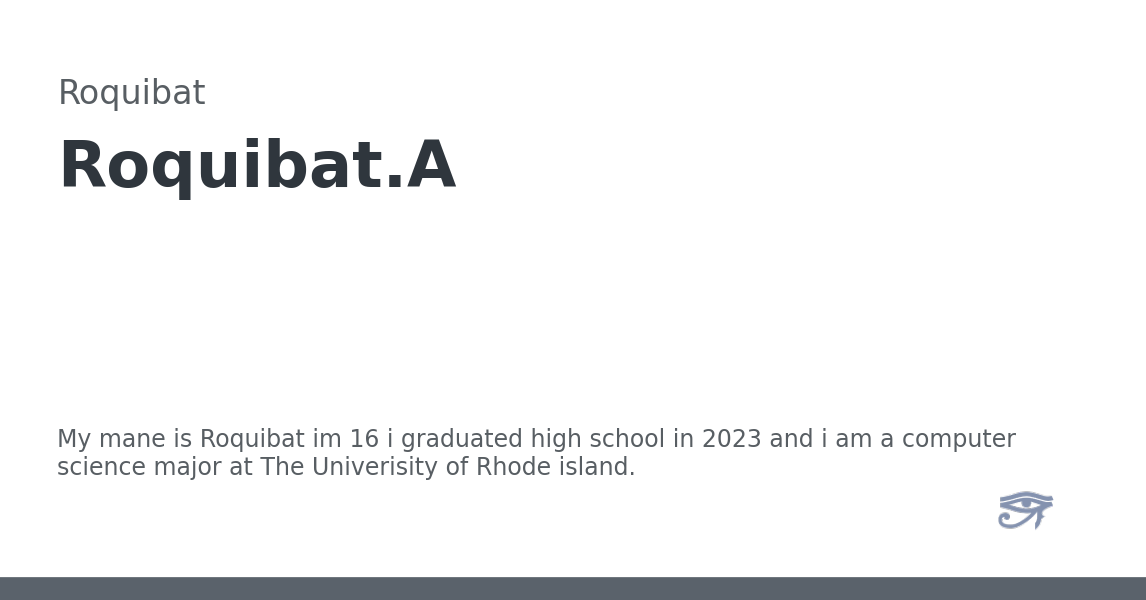 Roquibat
Roquibat.A
My mane is Roquibat im 16 i graduated high school in 2023 and i am a computer
science major at The Univerisity of Rhode island.